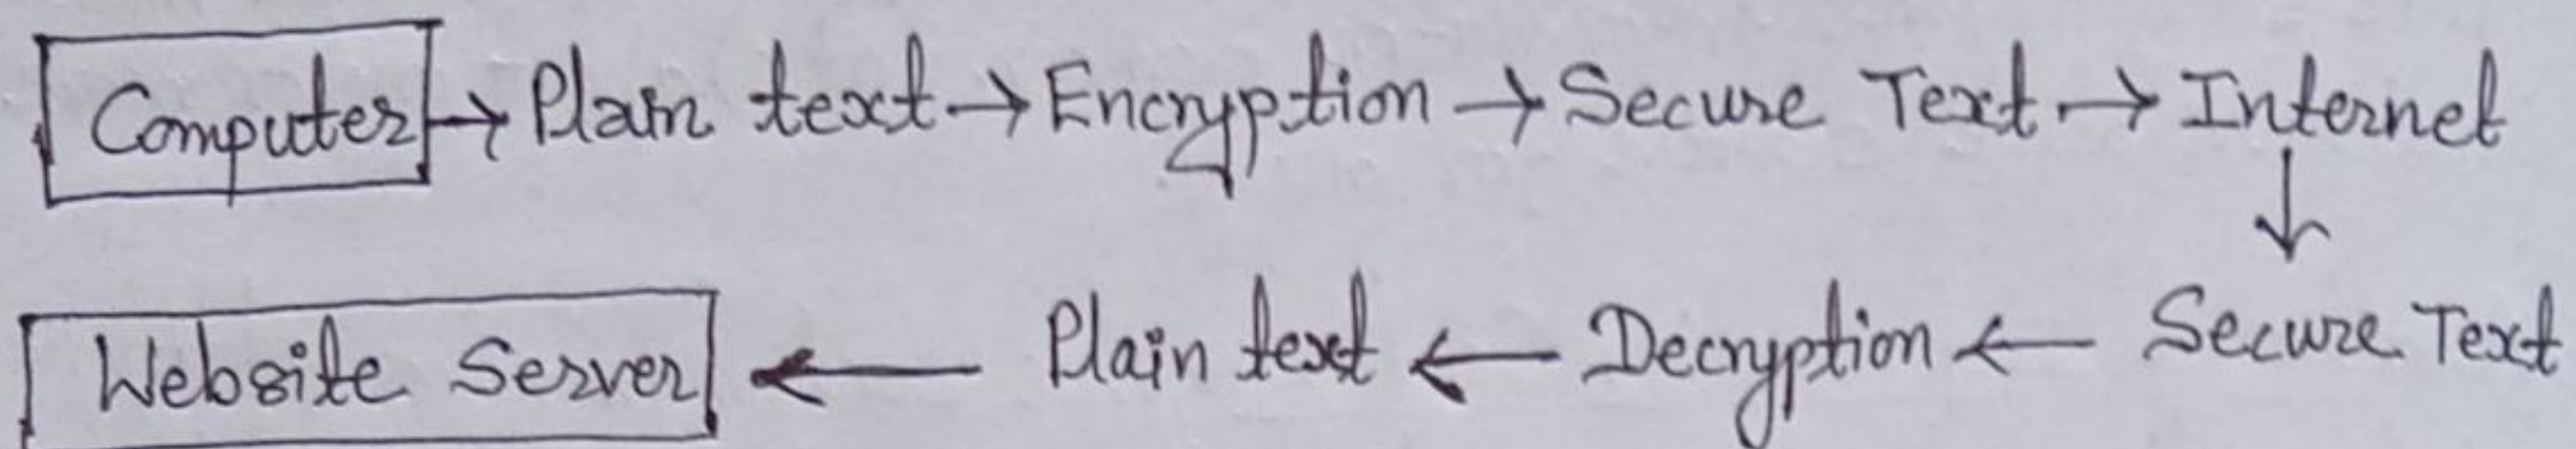 Computer → Plain text → Encryption → Secure Text → Internet
↓
Website Server ← Plain text ← Decryption ← Secure Text